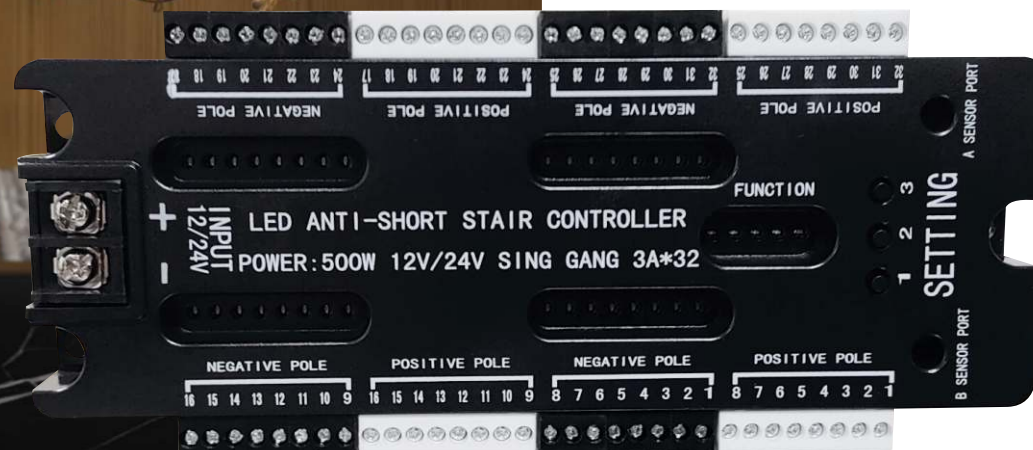 17 18 19 20 21 22 23 24
NEGATIVE POLE
17 18 19 20 21 22 23 24
POSITIVE POLE
25 26 27 28 29 30 31 32
NEGATIVE POLE
25 26 27 28 29 30 31 32
POSITIVE POLE
A SENSOR PORT
+
-
INPUT
12/24V
LED ANTI-SHORT STAIR CONTROLLER
POWER:500W 12V/24V SING GANG 3A*32
FUNCTION
1 2 3
SETTING
B SENSOR PORT
NEGATIVE POLE
16 15 14 13 12 11 10 9
POSITIVE POLE
16 15 14 13 12 11 10 9
NEGATIVE POLE
8 7 6 5 4 3 2 1
POSITIVE POLE
8 7 6 5 4 3 2 1